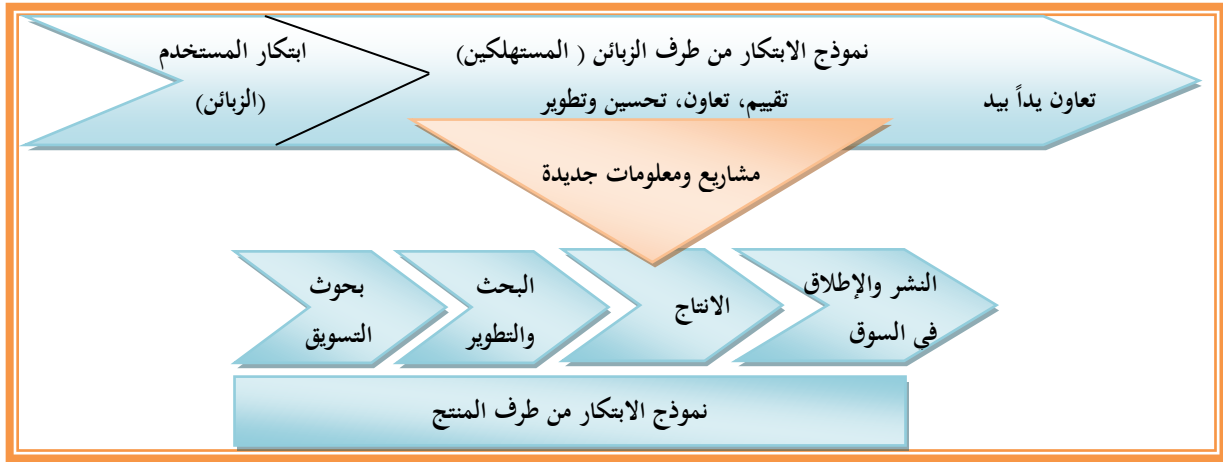 ابتكار المستخدم
(الزبائن)
نموذج الابتكار من طرف الزبائن ( المستهلكين)
تقييم، تعاون، تحسين وتطوير
تعاون يداً بيد
مشاريع ومعلومات جديدة
بحوث
التسويق
البحث
والتطوير
الانتاج
النشر والإطلاق
في السوق
نموذج الابتكار من طرف المنتج